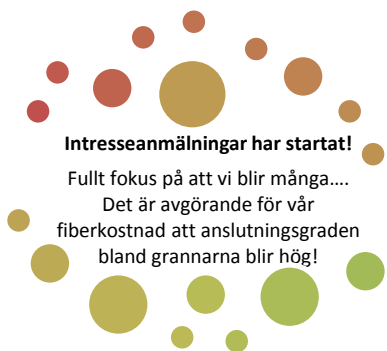 Intresseanmälningar har startat!
Fullt fokus på att vi blir många....
Det är avgörande för vår
fiberkostnad att anslutningsgraden
bland grannarna blir hög!